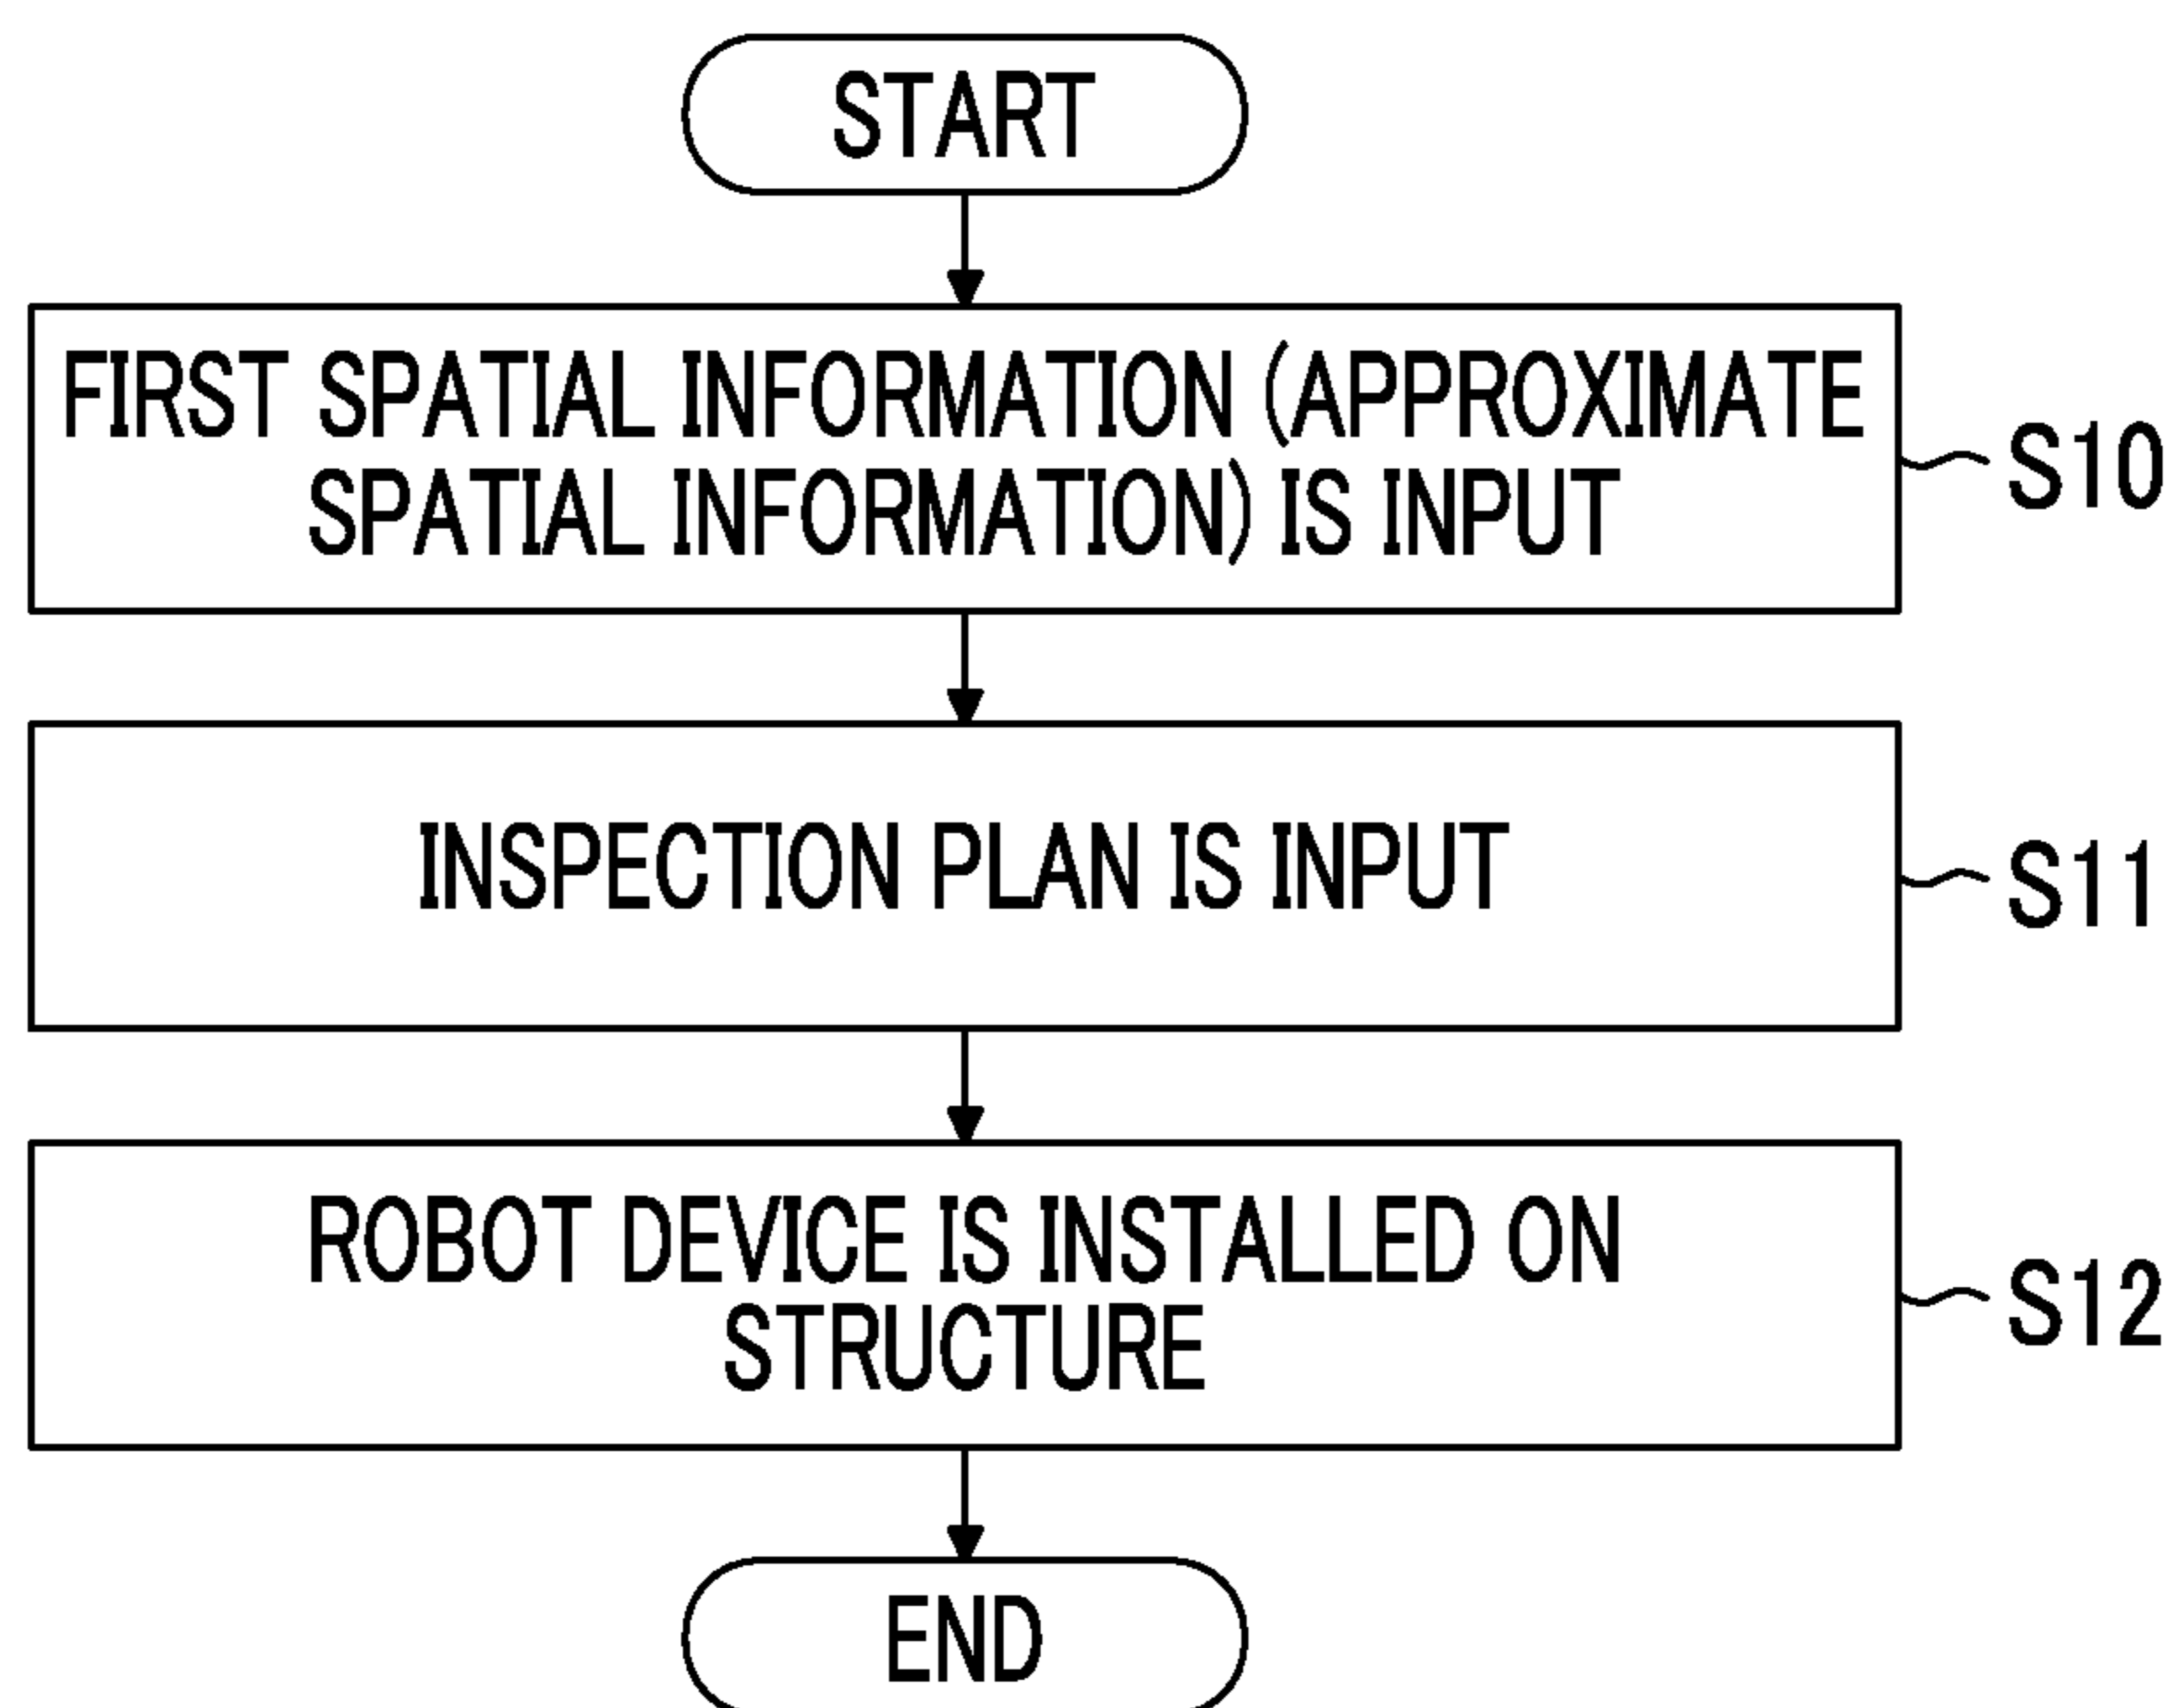 START
FIRST SPATIAL INFORMATION (APPROXIMATE
SPATIAL INFORMATION) IS INPUT
S10
INSPECTION PLAN IS INPUT
S11
ROBOT DEVICE IS INSTALLED ON
STRUCTURE
S12
END